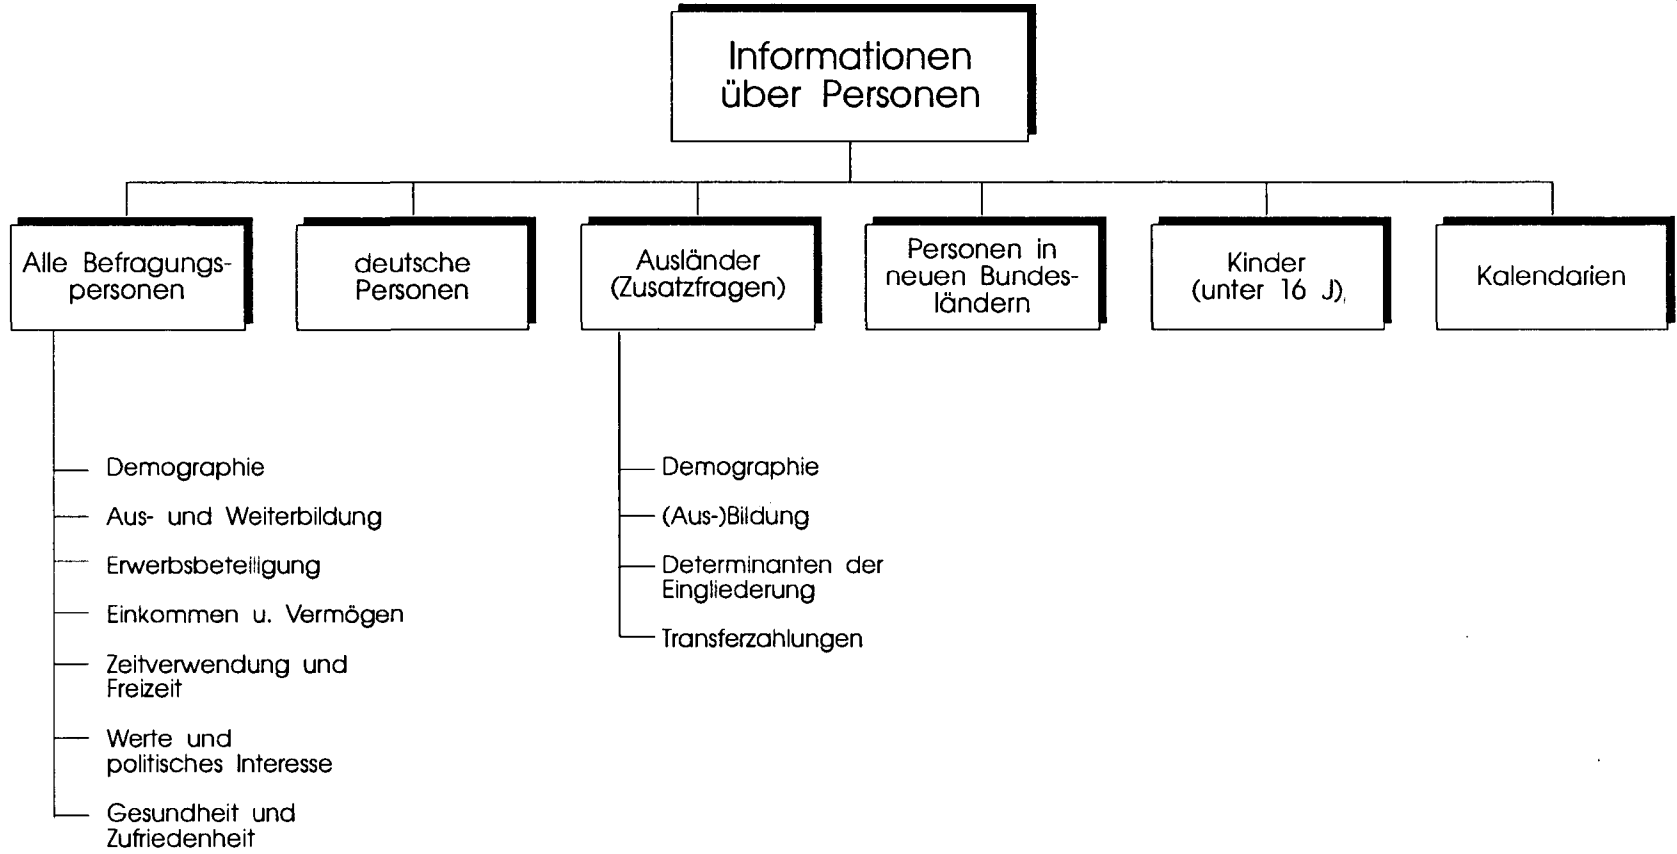 Informationen
über Personen
Alle Befragungs-
personen
deutsche
Personen
Ausländer
(Zusatzfragen)
Personen in
neuen Bundes-
ländern
Kinder
(unter 16 J)
Kalendarien
Demographie
Aus- und Weiterbildung
Erwerbsbeteiligung
Einkommen u. Vermögen
Zeitverwendung und
Freizeit
Werte und
politisches Interesse
Gesundheit und
Zufriedenheit
Demographie
(Aus-)Bildung
Determinanten der
Eingliederung
Transferzahlungen